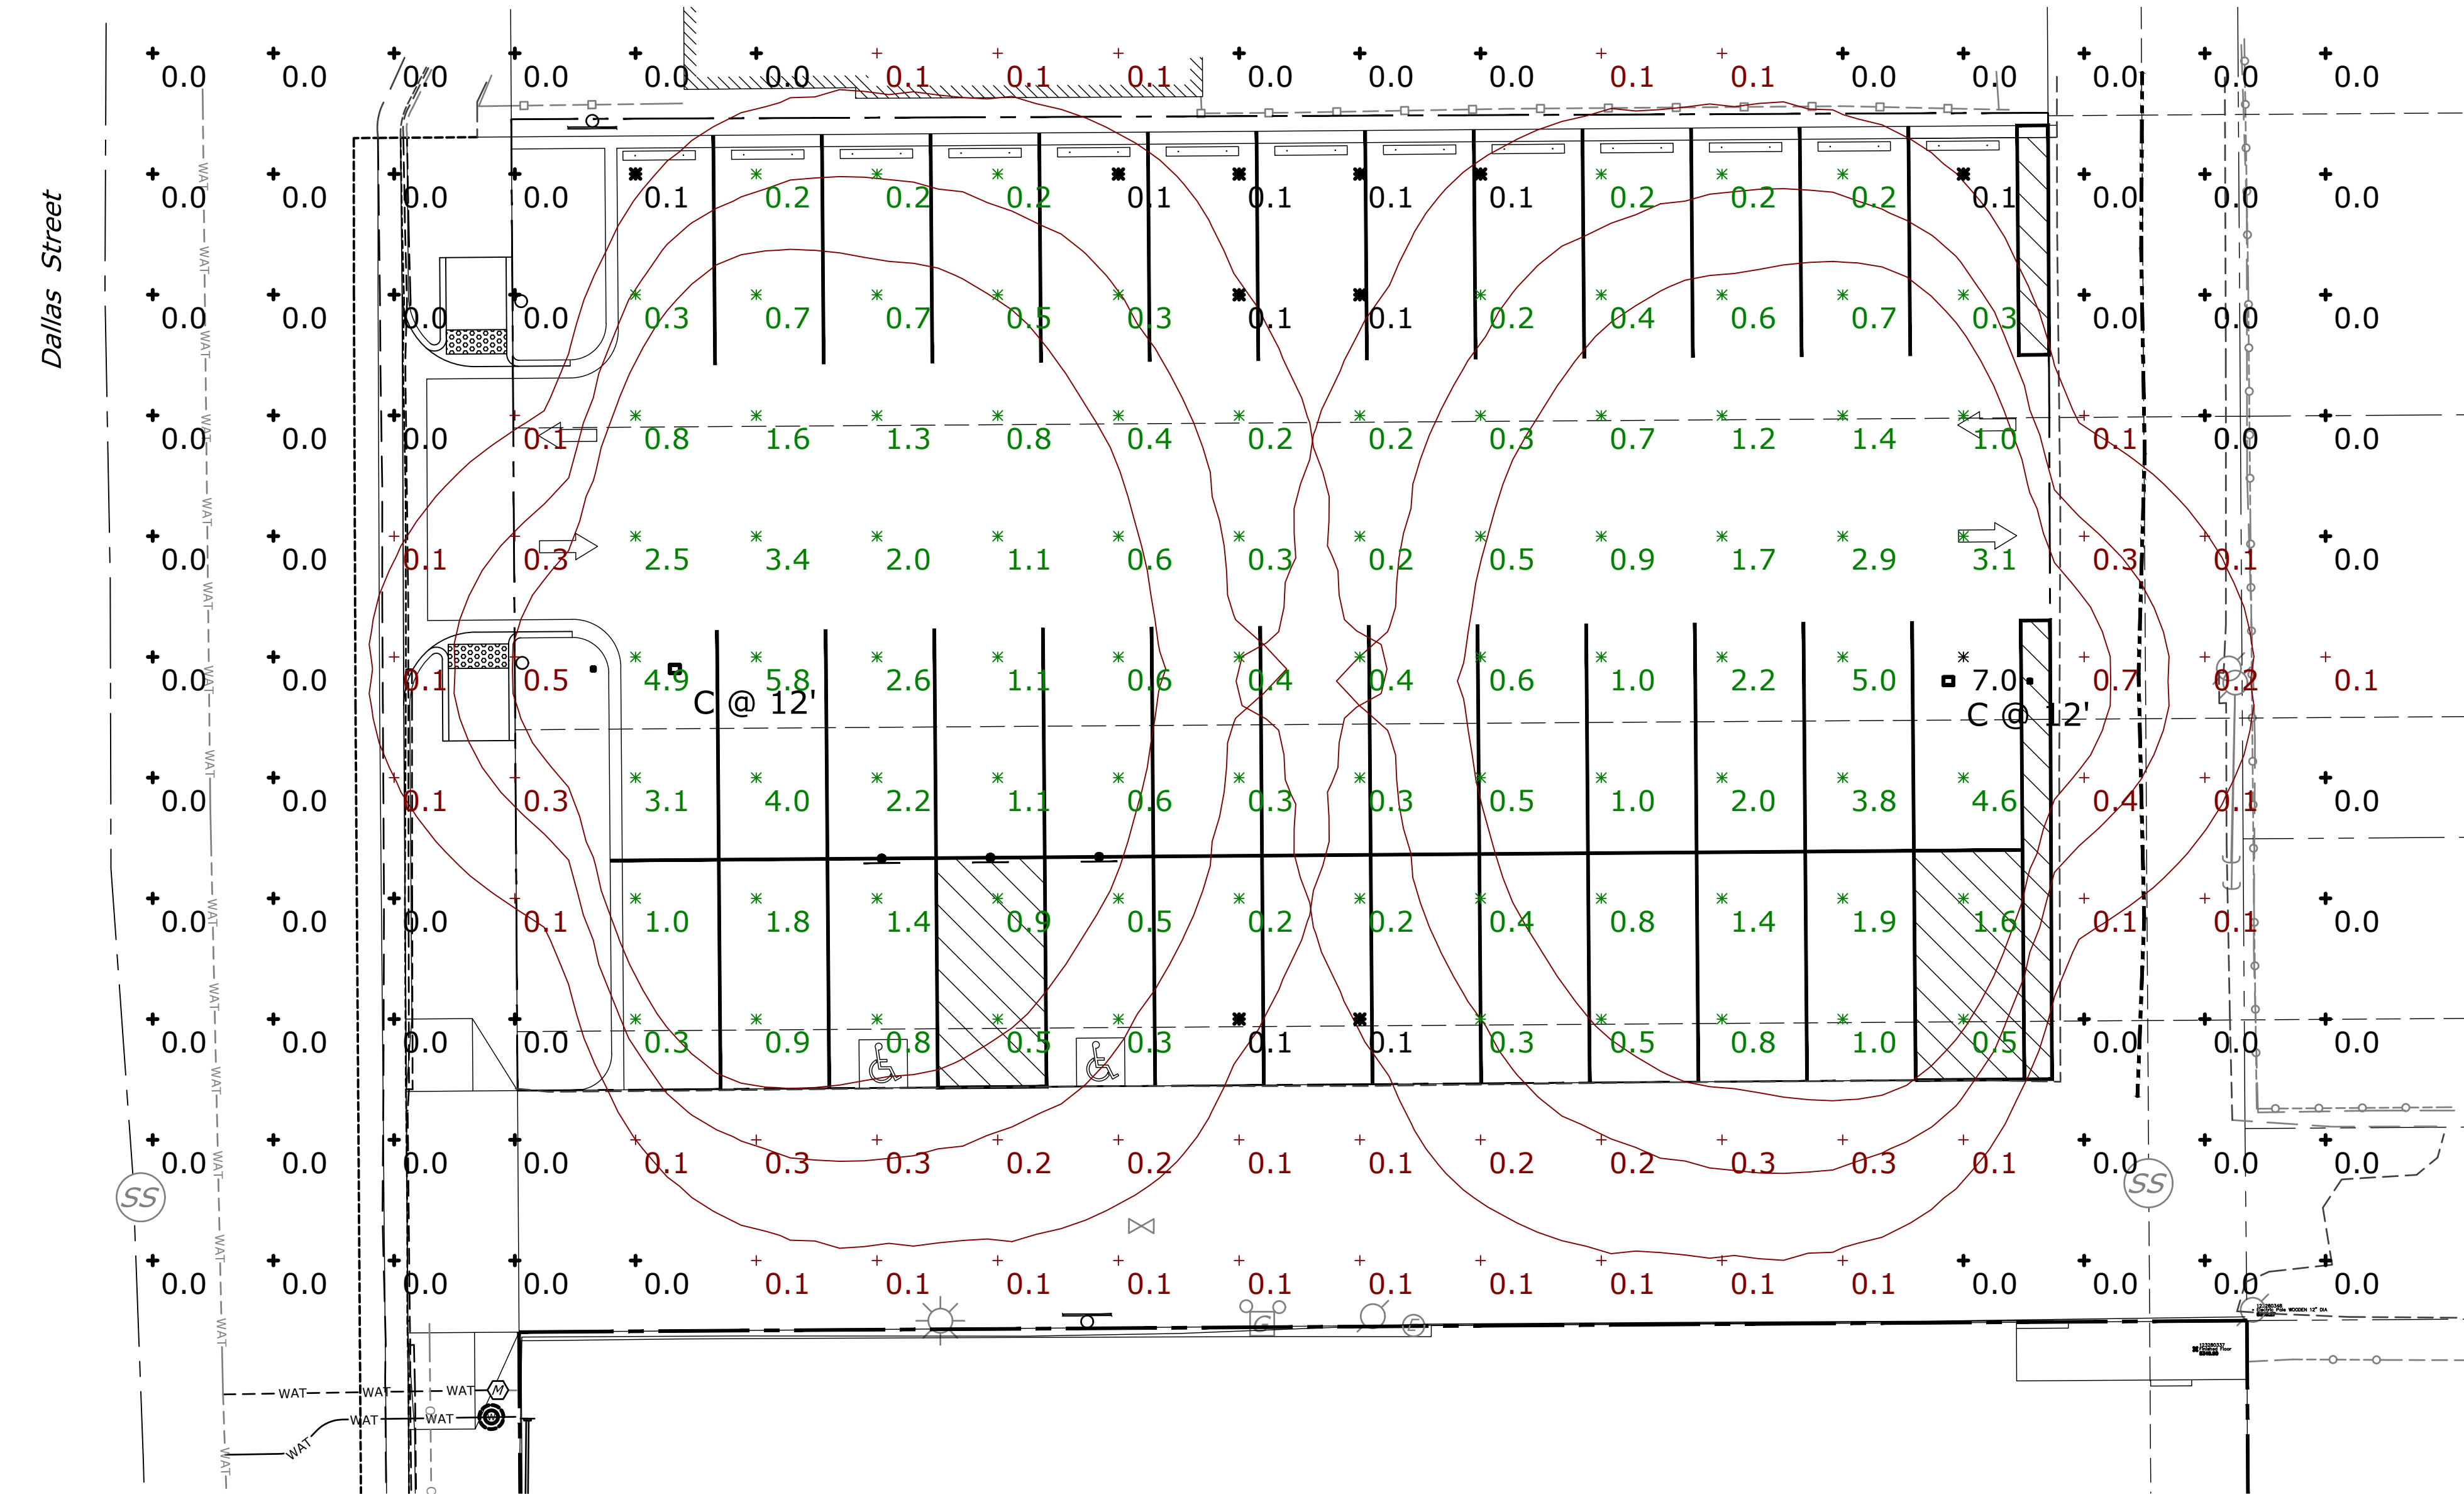 0.0 0.0 0.0 0.0 0.0 0.0 0.1 0.1 0.1 0.0 0.0 0.0 0.1 0.1 0.0 0.0 0.0 0.0 0.0
WAT
0.0 0.0 0.0 0.0 0.1 0.2 0.2 0.2 0.1 0.1 0.1 0.1 0.2 0.2 0.2 0.1 0.0 0.0 0.0
WAT
Dallas Street
0.0 0.0 0.0 0.0 0.3 0.7 0.7 0.5 0.3 0.1 0.1 0.2 0.4 0.6 0.7 0.3 0.0 0.0 0.0
WAT
0.0 0.0 0.0 0.1 0.8 1.6 1.3 0.8 0.4 0.2 0.2 0.3 0.7 1.2 1.4 1.0 0.1 0.0 0.0
WAT
WAT
0.0 0.0 0.1 0.3 2.5 3.4 2.0 1.1 0.6 0.3 0.2 0.5 0.9 1.7 2.9 3.1 0.3 0.1 0.0
WAT
0.0 0.0 0.1 0.5 4.9 5.8 2.6 1.1 0.6 0.4 0.4 0.6 1.0 2.2 5.0 7.0 0.7 0.2 0.1
WAT
C @ 12' C @ 12'
WAT
0.0 0.0 0.1 0.3 3.1 4.0 2.2 1.1 0.6 0.3 0.3 0.5 1.0 2.0 3.8 4.6 0.4 0.1 0.0
WAT
0.0 0.0 0.0 0.1 1.0 1.8 1.4 0.9 0.5 0.2 0.2 0.4 0.8 1.4 1.9 1.6 0.1 0.1 0.0
WAT
0.0 0.0 0.0 0.0 0.3 0.9 0.8 0.5 0.3 0.1 0.1 0.3 0.5 0.8 1.0 0.5 0.0 0.0 0.0
WAT
0.0 0.0 0.0 0.0 0.1 0.3 0.3 0.2 0.2 0.1 0.1 0.2 0.2 0.3 0.3 0.1 0.0 0.0 0.0
WAT
SS SS
WAT
0.0 0.0 0.0 0.0 0.0 0.1 0.1 0.1 0.1 0.1 0.1 0.1 0.1 0.1 0.1 0.0 0.0 0.0 0.0
WAT
G E
Electric Pole WOODEN 12" DIA
Finished Floor
WAT WAT WAT M
WAT WAT
WAT
WAT